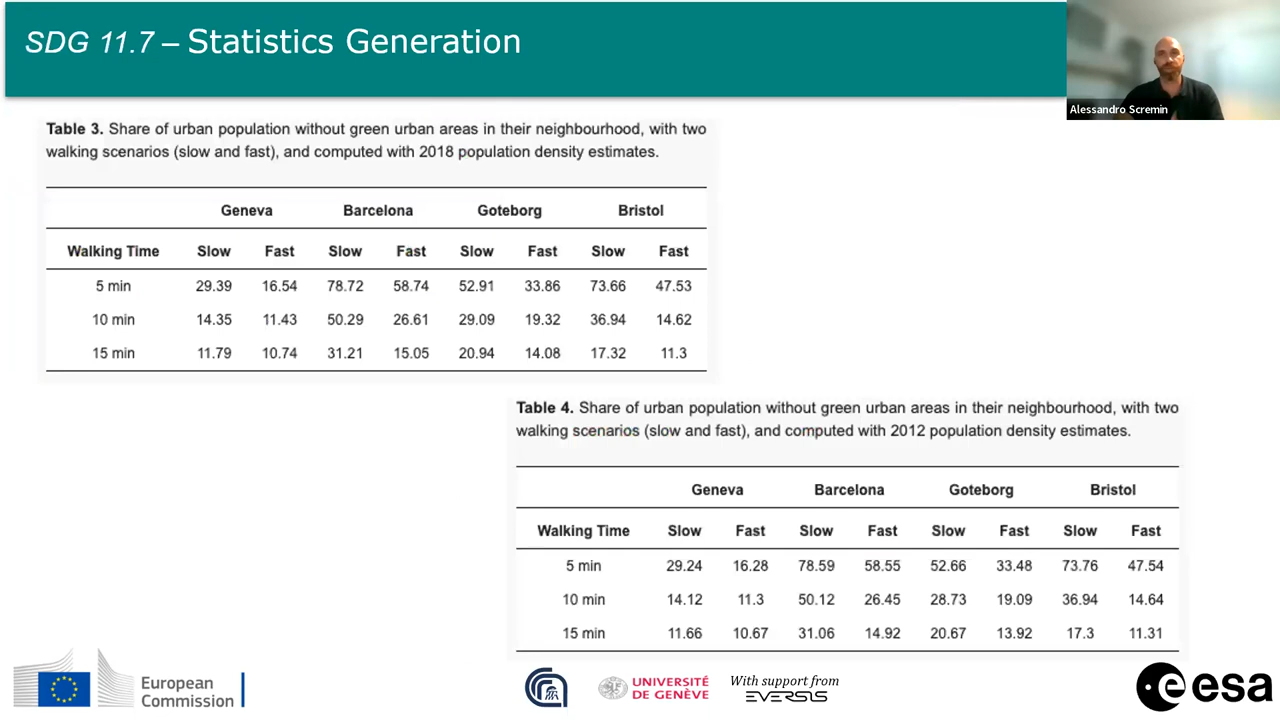 SDG 11.7 – Statistics Generation
Alessandro Scremin
Table 3. Share of urban population without green urban areas in their neighbourhood, with two
walking scenarios (slow and fast), and computed with 2018 population density estimates.
Geneva Barcelona Goteborg Bristol
Walking Time Slow Fast Slow Fast Slow Fast Slow Fast
5 min 29.39 16.54 78.72 58.74 52.91 33.86 73.66 47.53
10 min 14.35 11.43 50.29 26.61 29.09 19.32 36.94 14.62
15 min 11.79 10.74 31.21 15.05 20.94 14.08 17.32 11.3
Table 4. Share of urban population without green urban areas in their neighbourhood, with two
walking scenarios (slow and fast), and computed with 2012 population density estimates.
Geneva Barcelona Goteborg Bristol
Walking Time Slow Fast Slow Fast Slow Fast Slow Fast
5 min 29.24 16.28 78.59 58.55 52.66 33.48 73.76 47.54
10 min 14.12 11.3 50.12 26.45 28.73 19.09 36.94 14.64
15 min 11.66 10.67 31.06 14.92 20.67 13.92 17.3 11.31
European
Commission
UNIVERSITÉ
DE GENÈVE
With support from
EVERSIS
esa